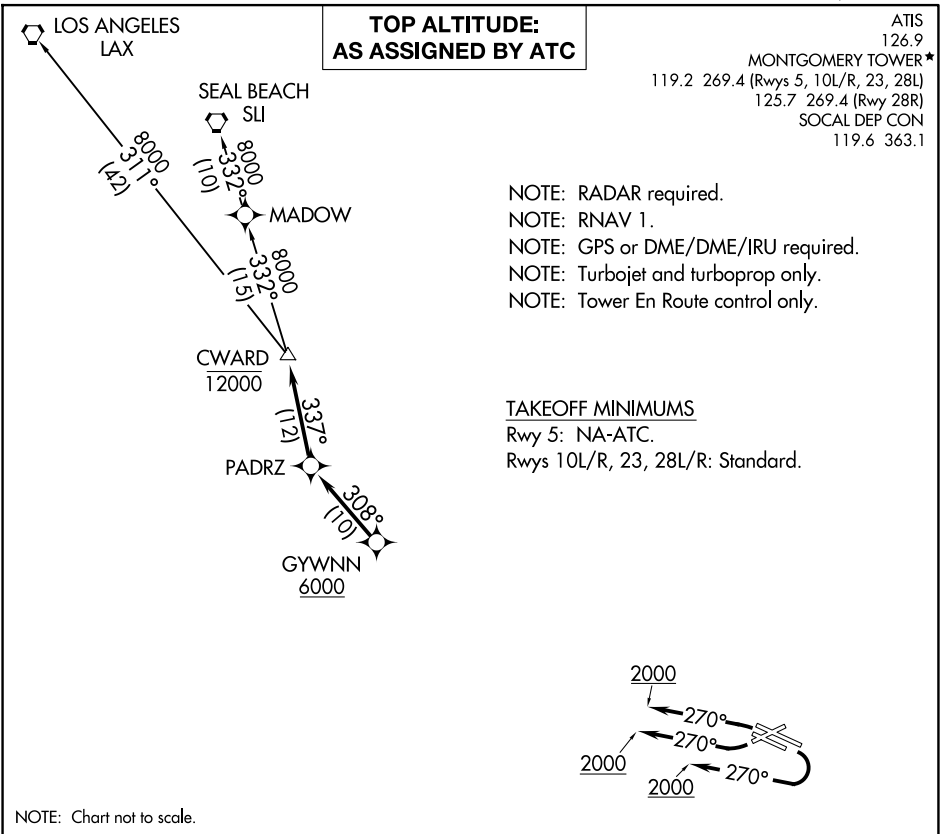 LOS ANGELES
LAX
TOP ALTITUDE:
AS ASSIGNED BY ATC
ATIS
126.9
MONTGOMERY TOWER★
119.2 269.4 (Rwys 5, 10L/R, 23, 28L)
125.7 269.4 (Rwy 28R)
SOCAL DEP CON
119.6 363.1
SEAL BEACH
SLI
8000
332°
(10)
8000
311°
(42)
MADOW
8000
332°
(15)
NOTE: RADAR required.
NOTE: RNAV 1.
NOTE: GPS or DME/DME/IRU required.
NOTE: Turbojet and turboprop only.
NOTE: Tower En Route control only.
CWARD
12000
337°
(12)
PADRZ
308°
(10)
GYWNN
6000
TAKEOFF MINIMUMS
Rwy 5: NA-ATC.
Rwys 10L/R, 23, 28L/R: Standard.
2000
270°
270°
2000
270°
2000
NOTE: Chart not to scale.